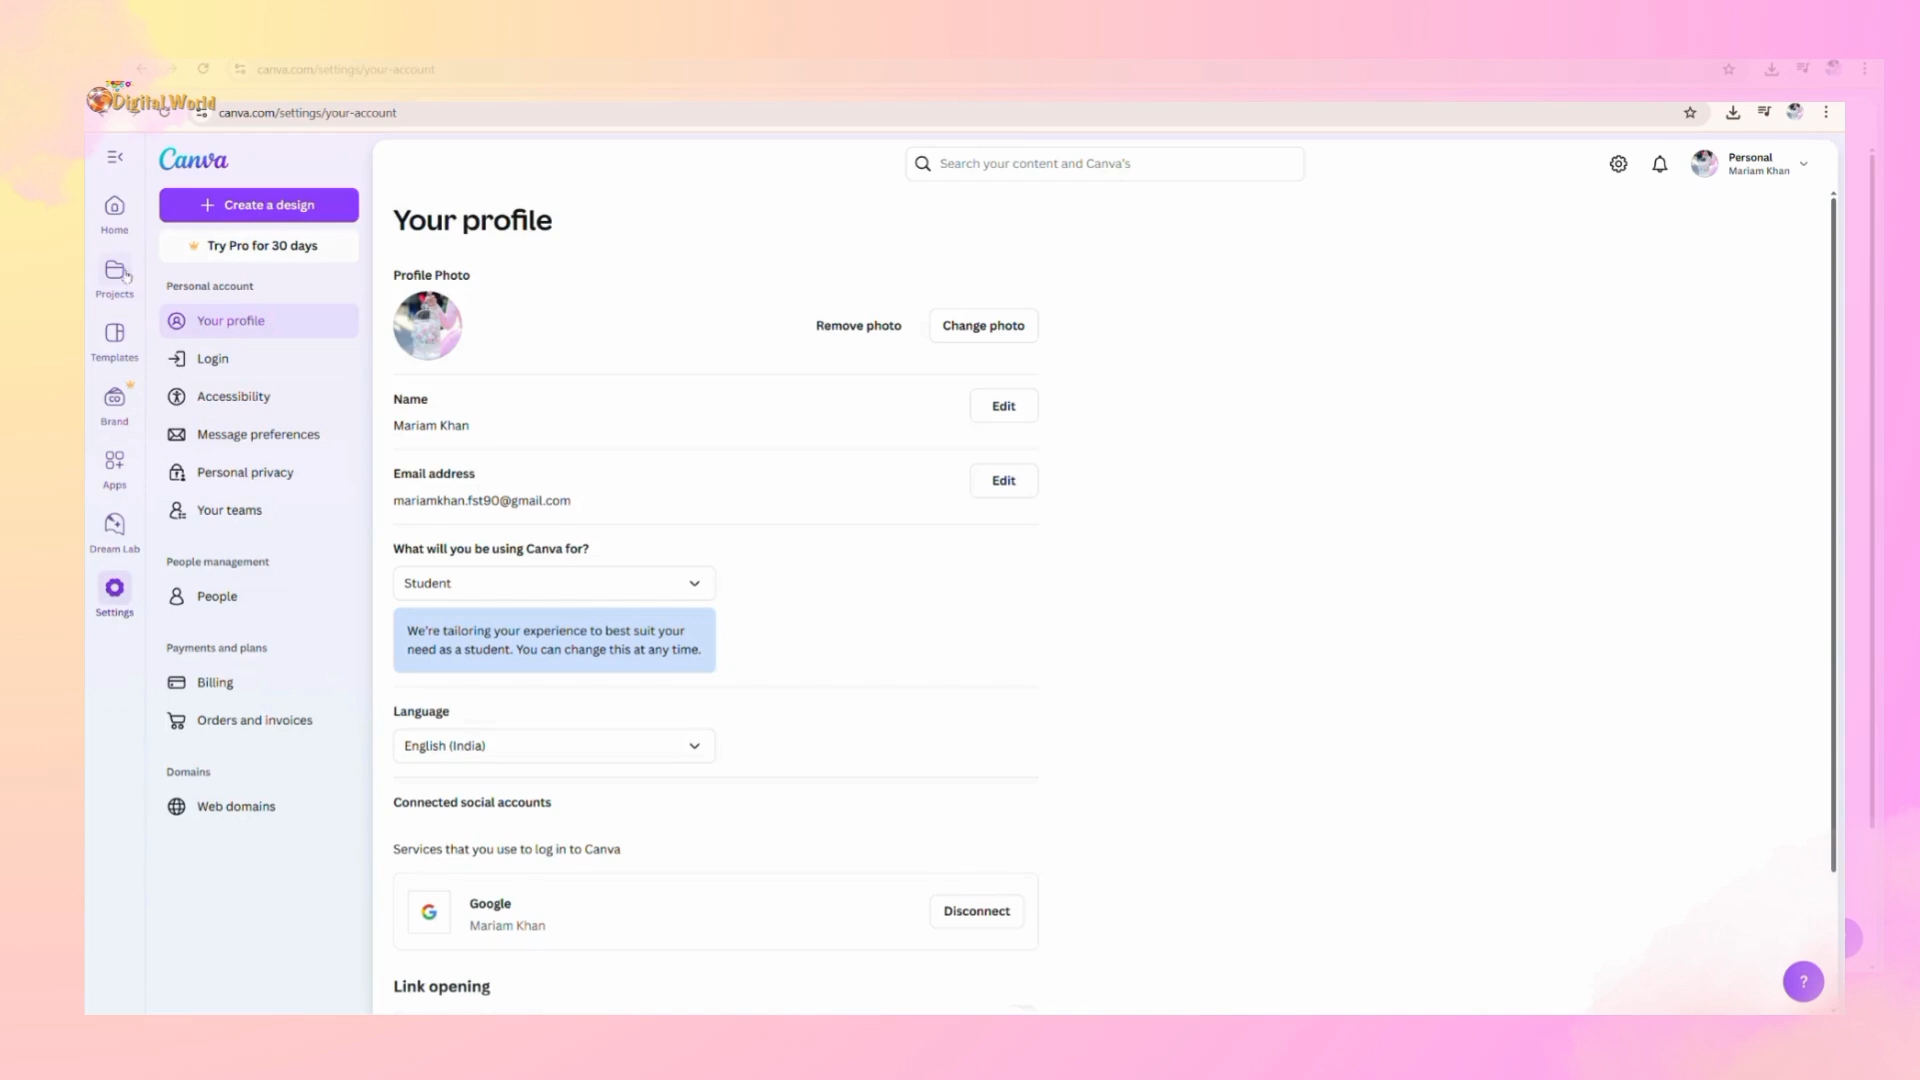 canva.com/settings/your-account
Digital World
canva.com/settings/your-account
Canva
Search your content and Canva's
Personal
Mariam Khan
Create a design
Try Pro for 30 days
Home
Projects
Templates
Brand
Apps
Dream Lab
Settings
Personal account
Your profile
Login
Accessibility
Message preferences
Personal privacy
Your teams
People management
People
Payments and plans
Billing
Orders and invoices
Domains
Web domains
Your profile
Profile Photo
Remove photo
Change photo
Name
Mariam Khan
Edit
Email address
mariamkhan.fst90@gmail.com
Edit
What will you be using Canva for?
Student
We're tailoring your experience to best suit your
need as a student. You can change this at any time.
Language
English (India)
Connected social accounts
Services that you use to log in to Canva
G
Google
Mariam Khan
Disconnect
Link opening
?